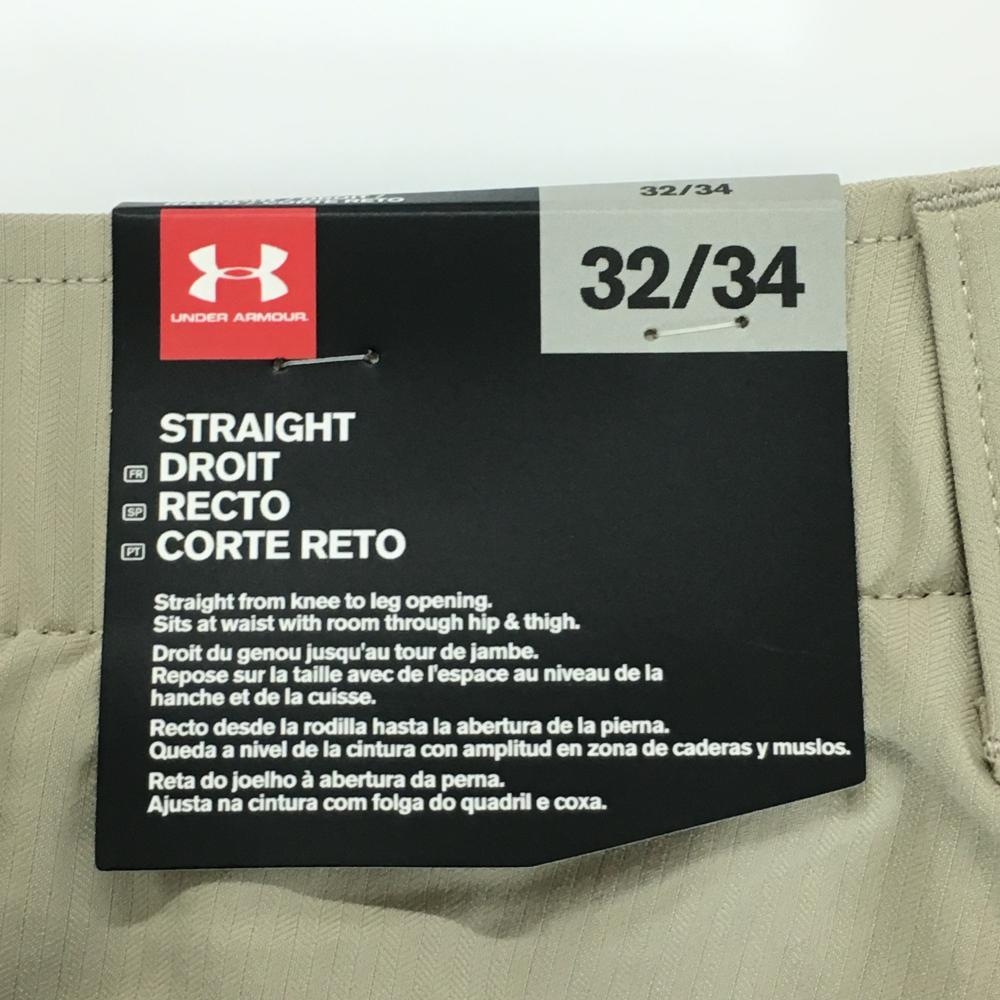 32/34
UNDER ARMOUR
32/34
STRAIGHT
FR DROIT
SP RECTO
PT CORTE RETO
Straight from knee to leg opening.
Sits at waist with room through hip & thigh.
Droit du genou jusqu'au tour de jambe.
Repose sur la taille avec de l'espace au niveau de la
hanche et de la cuisse.
Recto desde la rodilla hasta la abertura de la pierna.
Queda a nivel de la cintura con amplitud en zona de caderas y muslos.
Reta do joelho à abertura da perna.
Ajusta na cintura com folga do quadril e coxa.